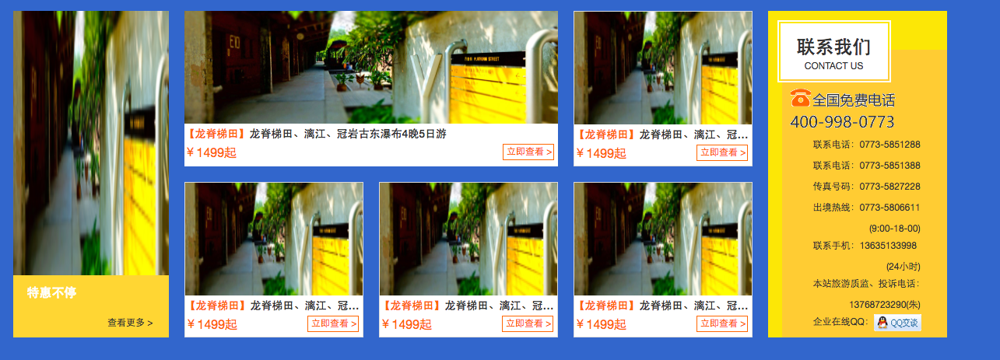 特惠不停
查看更多 >
E10
PIER PLATFORM STREET
【龙脊梯田】龙脊梯田、漓江、冠岩古东瀑布4晚5日游
￥1499起
立即查看 >
【龙脊梯田】龙脊梯田、漓江、冠...
￥1499起
立即查看 >
【龙脊梯田】龙脊梯田、漓江、冠...
￥1499起
立即查看 >
【龙脊梯田】龙脊梯田、漓江、冠...
￥1499起
立即查看 >
【龙脊梯田】龙脊梯田、漓江、冠...
￥1499起
立即查看 >
联系我们
CONTACT US
全国免费电话
400-998-0773
联系电话：0773-5851288
联系电话：0773-5851388
传真号码：0773-5827228
出境热线：0773-5806611
(9:00-18-00)
联系手机：13635133998
(24小时)
本站旅游质监、投诉电话：
13768723290(朱)
企业在线QQ： QQ交谈